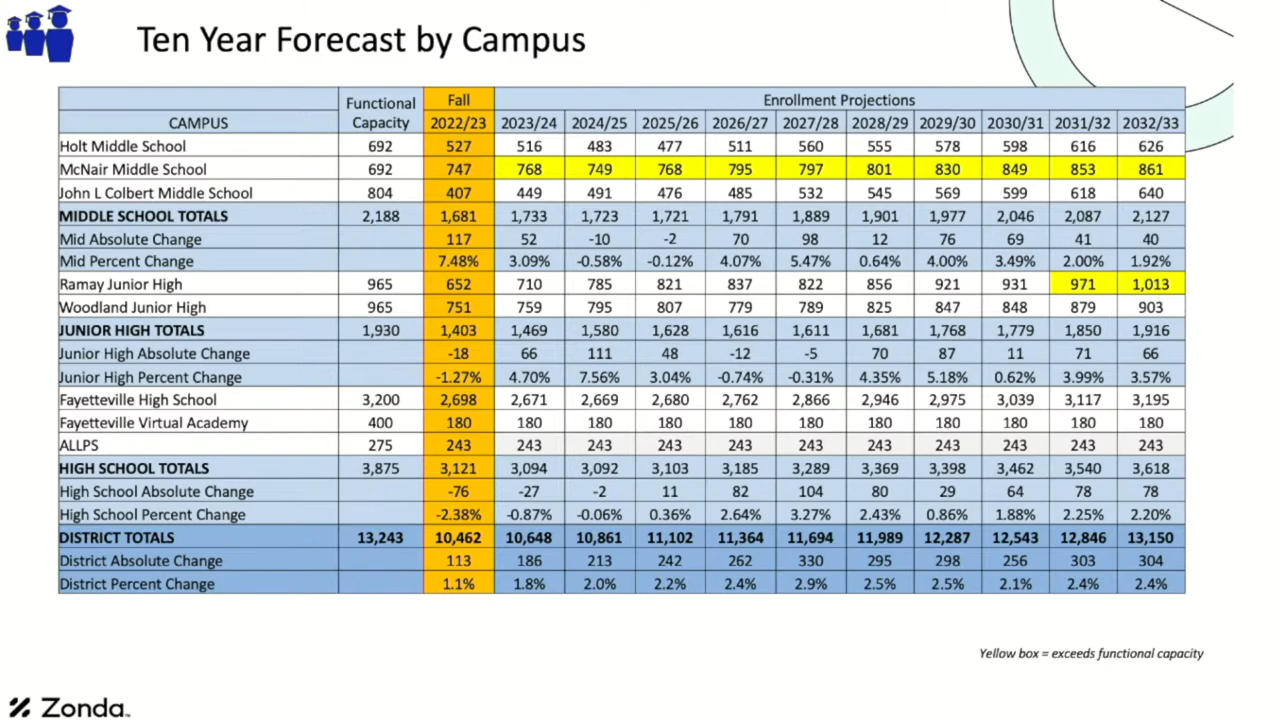 Ten Year Forecast by Campus
Functional Fall Enrollment Projections
CAMPUS Capacity 2022/23 2023/24 2024/25 2025/26 2026/27 2027/28 2028/29 2029/30 2030/31 2031/32 2032/33
Holt Middle School 692 527 516 483 477 511 560 555 578 598 616 626
McNair Middle School 692 747 768 749 768 795 797 801 830 849 853 861
John L Colbert Middle School 804 407 449 491 476 485 532 545 569 599 618 640
MIDDLE SCHOOL TOTALS 2,188 1,681 1,733 1,723 1,721 1,791 1,889 1,901 1,977 2,046 2,087 2,127
Mid Absolute Change 117 52 -10 -2 70 98 12 76 69 41 40
Mid Percent Change 7.48% 3.09% -0.58% -0.12% 4.07% 5.47% 0.64% 4.00% 3.49% 2.00% 1.92%
Ramay Junior High 965 652 710 785 821 837 822 856 921 931 971 1,013
Woodland Junior High 965 751 759 795 807 779 789 825 847 848 879 903
JUNIOR HIGH TOTALS 1,930 1,403 1,469 1,580 1,628 1,616 1,611 1,681 1,768 1,779 1,850 1,916
Junior High Absolute Change -18 66 111 48 -12 -5 70 87 11 71 66
Junior High Percent Change -1.27% 4.70% 7.56% 3.04% -0.74% -0.31% 4.35% 5.18% 0.62% 3.99% 3.57%
Fayetteville High School 3,200 2,698 2,671 2,669 2,680 2,762 2,866 2,946 2,975 3,039 3,117 3,195
Fayetteville Virtual Academy 400 180 180 180 180 180 180 180 180 180 180 180
ALLPS 275 243 243 243 243 243 243 243 243 243 243 243
HIGH SCHOOL TOTALS 3,875 3,121 3,094 3,092 3,103 3,185 3,289 3,369 3,398 3,462 3,540 3,618
High School Absolute Change -76 -27 -2 11 82 104 80 29 64 78 78
High School Percent Change -2.38% -0.87% -0.06% 0.36% 2.64% 3.27% 2.43% 0.86% 1.88% 2.25% 2.20%
DISTRICT TOTALS 13,243 10,462 10,648 10,861 11,102 11,364 11,694 11,989 12,287 12,543 12,846 13,150
District Absolute Change 113 186 213 242 262 330 295 298 256 303 304
District Percent Change 1.1% 1.8% 2.0% 2.2% 2.4% 2.9% 2.5% 2.5% 2.1% 2.4% 2.4%
Yellow box = exceeds functional capacity
Zonda